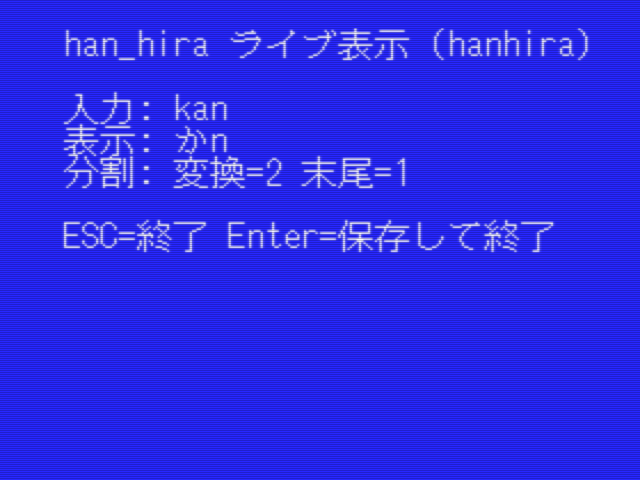 han_hira ライブ表示 (hanhira)
入力: kan
表示: かn
分割: 変換=2 末尾=1
ESC=終了 Enter=保存して終了